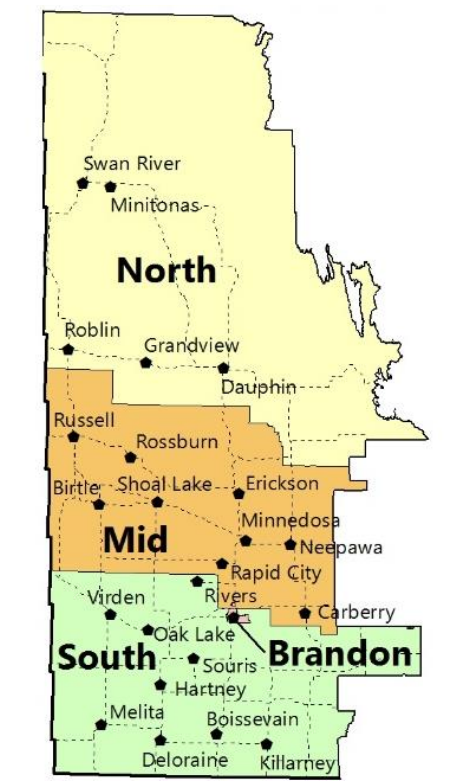 Swan River
Minitonas
North
Roblin
Grandview
Dauphin
Russell
Rossburn
Birtle
Shoal Lake
Erickson
Minnedosa
Mid
Neepawa
Rapid City
Rivers
Virden
Carberry
Oak Lake
South
Brandon
Souris
Hartney
Melita
Boissevain
Deloraine
Killarney